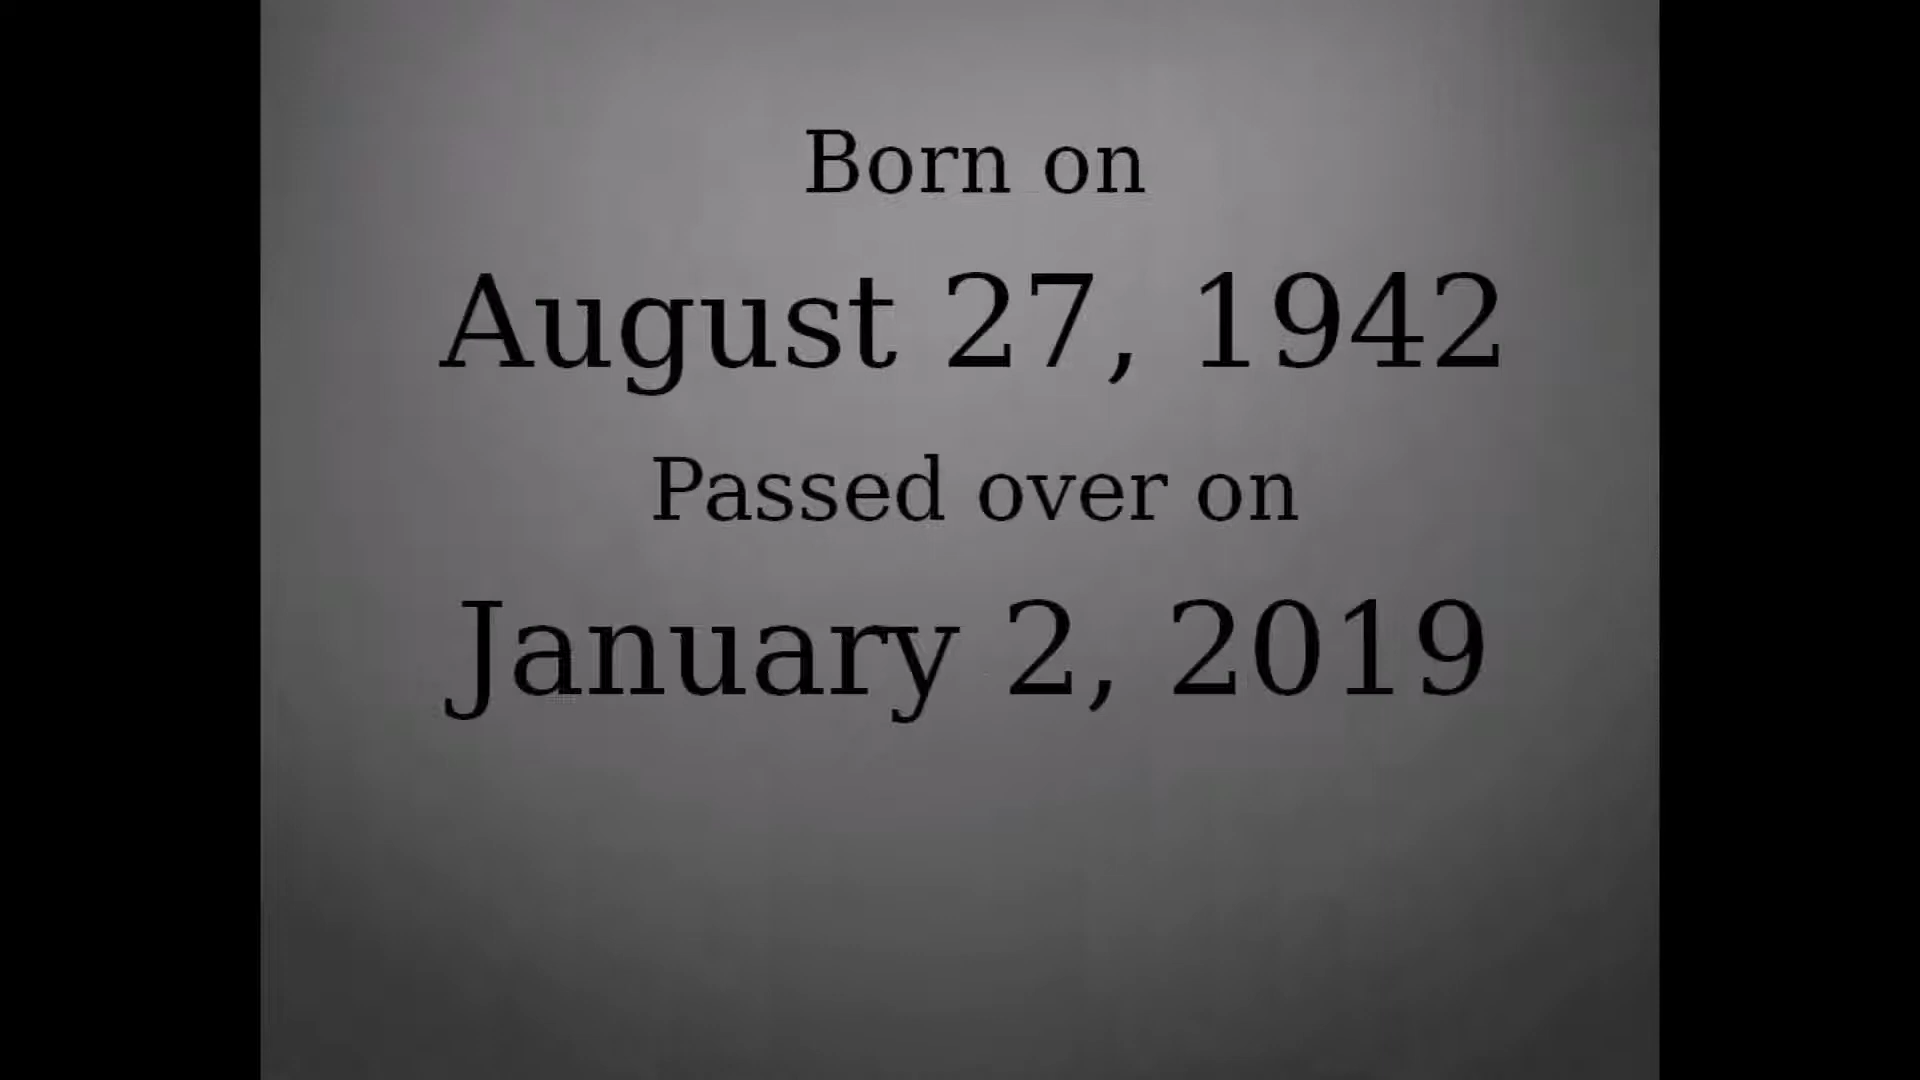 Born on
August 27, 1942
Passed over on
January 2, 2019